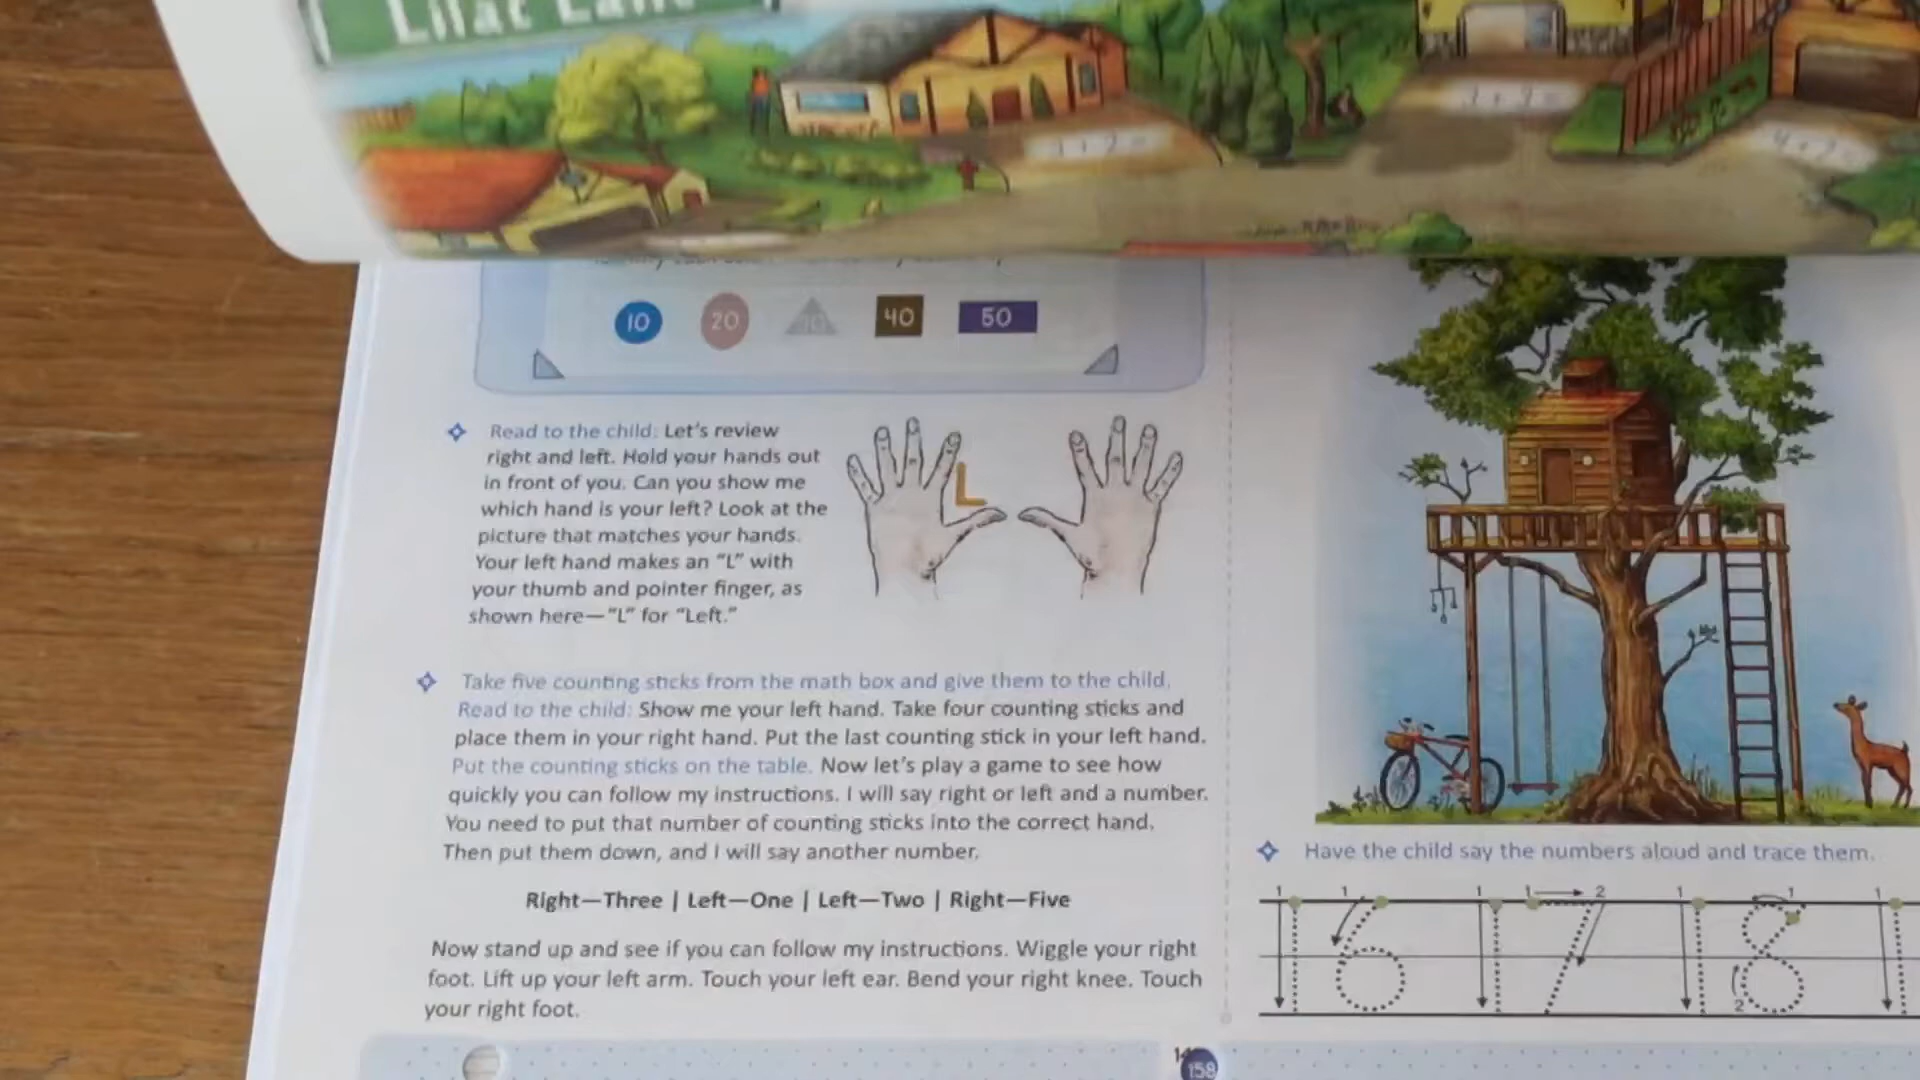 Lilac Lane
10 20 30 40 50
Read to the child: Let's review
right and left. Hold your hands out
in front of you. Can you show me
which hand is your left? Look at the
picture that matches your hands.
Your left hand makes an “L” with
your thumb and pointer finger, as
shown here—“L” for “Left.”
L
Take five counting sticks from the math box and give them to the child.
Read to the child: Show me your left hand. Take four counting sticks and
place them in your right hand. Put the last counting stick in your left hand.
Put the counting sticks on the table. Now let's play a game to see how
quickly you can follow my instructions. I will say right or left and a number.
You need to put that number of counting sticks into the correct hand.
Then put them down, and I will say another number.
Right—Three | Left—One | Left—Two | Right—Five
Now stand up and see if you can follow my instructions. Wiggle your right
foot. Lift up your left arm. Touch your left ear. Bend your right knee. Touch
your right foot.
Have the child say the numbers aloud and trace them.
1 1 1 1 2 1 1 1
16 17 18 1
2
158